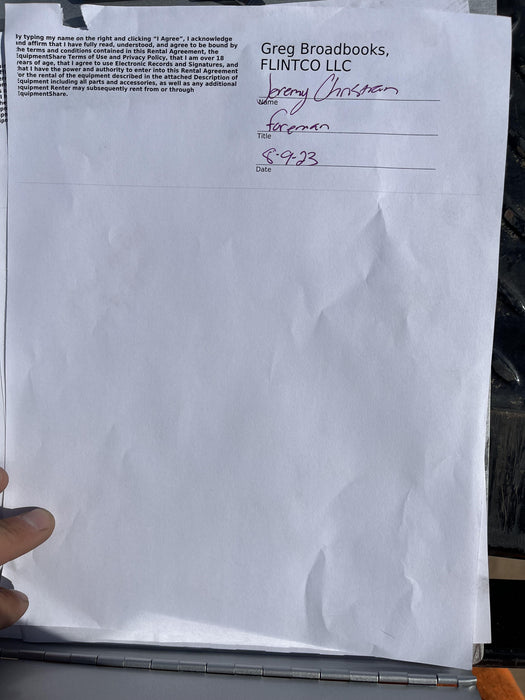 By typing my name on the right and clicking “I Agree”, I acknowledge
and affirm that I have fully read, understood, and agree to be bound by
the terms and conditions contained in this Rental Agreement, the
EquipmentShare Terms of Use and Privacy Policy, that I am over 18
years of age, that I agree to use Electronic Records and Signatures, and
that I have the power and authority to enter into this Rental Agreement
for the rental of the equipment described in the attached Description of
Equipment including all parts and accessories, as well as any additional
Equipment Renter may subsequently rent from or through
EquipmentShare.
Greg Broadbooks,
FLINTCO LLC
Jeremy Christian
Name
foreman
Title
8-9-23
Date